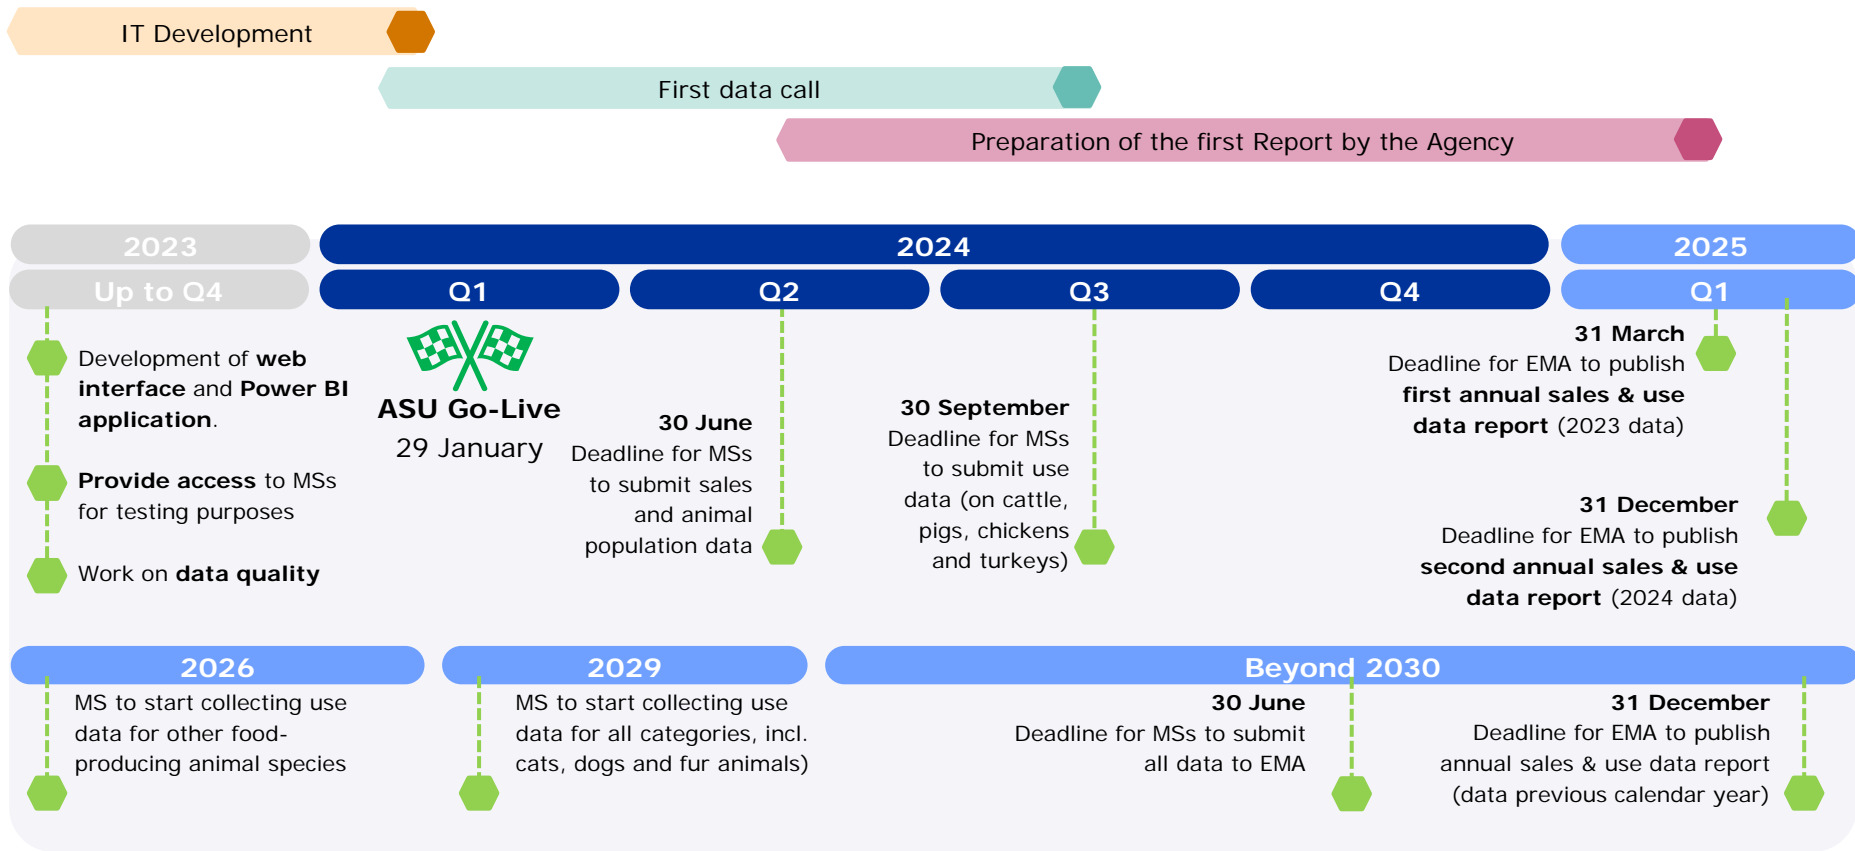 IT Development
First data call
Preparation of the first Report by the Agency
2023
2024
2025
Up to Q4
Q1
Q2
Q3
Q4
Q1
Development of web
interface and Power BI
application.
Provide access to MSs
for testing purposes
Work on data quality
ASU Go-Live
29 January
30 June
Deadline for MSs
to submit sales
and animal
population data
30 September
Deadline for MSs
to submit use
data (on cattle,
pigs, chickens
and turkeys)
31 March
Deadline for EMA to publish
first annual sales & use
data report (2023 data)
31 December
Deadline for EMA to publish
second annual sales & use
data report (2024 data)
2026
2029
Beyond 2030
MS to start collecting use
data for other food-
producing animal species
MS to start collecting use
data for all categories, incl.
cats, dogs and fur animals)
30 June
Deadline for MSs to submit
all data to EMA
31 December
Deadline for EMA to publish
annual sales & use data report
(data previous calendar year)